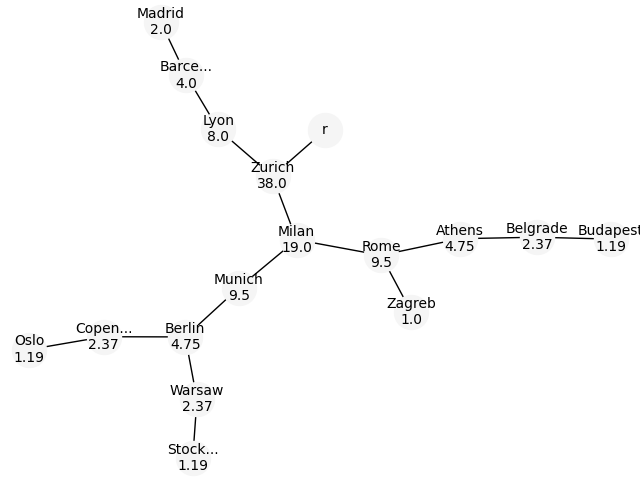 Madrid
2.0
Barce...
4.0
Lyon
8.0
r
Zurich
38.0
Milan
19.0
Rome
9.5
Athens
4.75
Belgrade
2.37
Budapest
1.19
Munich
9.5
Zagreb
1.0
Oslo
1.19
Copen...
2.37
Berlin
4.75
Warsaw
2.37
Stock...
1.19